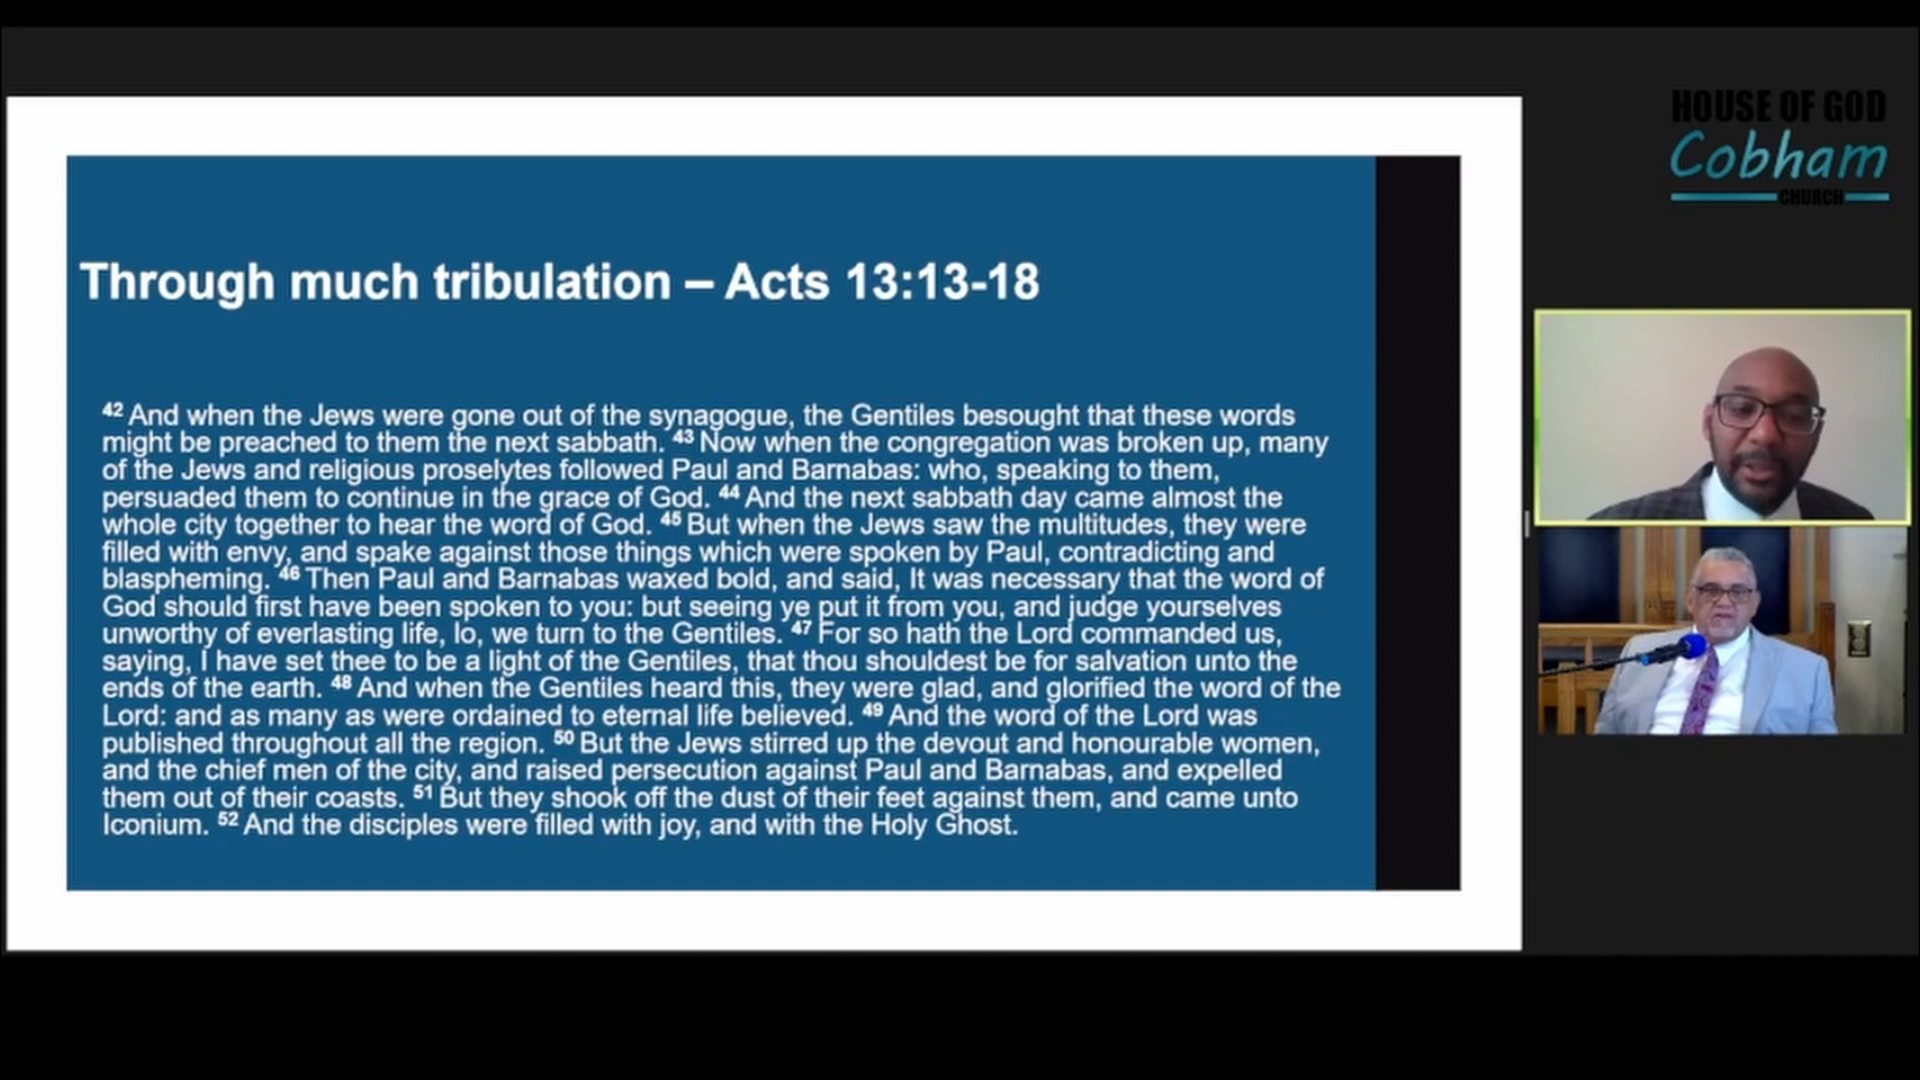 HOUSE OF GOD
Cobham
CHURCH
Through much tribulation – Acts 13:13-18
42 And when the Jews were gone out of the synagogue, the Gentiles besought that these words
might be preached to them the next sabbath. 43 Now when the congregation was broken up, many
of the Jews and religious proselytes followed Paul and Barnabas: who, speaking to them,
persuaded them to continue in the grace of God. 44 And the next sabbath day came almost the
whole city together to hear the word of God. 45 But when the Jews saw the multitudes, they were
filled with envy, and spake against those things which were spoken by Paul, contradicting and
blaspheming. 46 Then Paul and Barnabas waxed bold, and said, It was necessary that the word of
God should first have been spoken to you: but seeing ye put it from you, and judge yourselves
unworthy of everlasting life, lo, we turn to the Gentiles. 47 For so hath the Lord commanded us,
saying, I have set thee to be a light of the Gentiles, that thou shouldest be for salvation unto the
ends of the earth. 48 And when the Gentiles heard this, they were glad, and glorified the word of the
Lord: and as many as were ordained to eternal life believed. 49 And the word of the Lord was
published throughout all the region. 50 But the Jews stirred up the devout and honourable women,
and the chief men of the city, and raised persecution against Paul and Barnabas, and expelled
them out of their coasts. 51 But they shook off the dust of their feet against them, and came unto
Iconium. 52 And the disciples were filled with joy, and with the Holy Ghost.